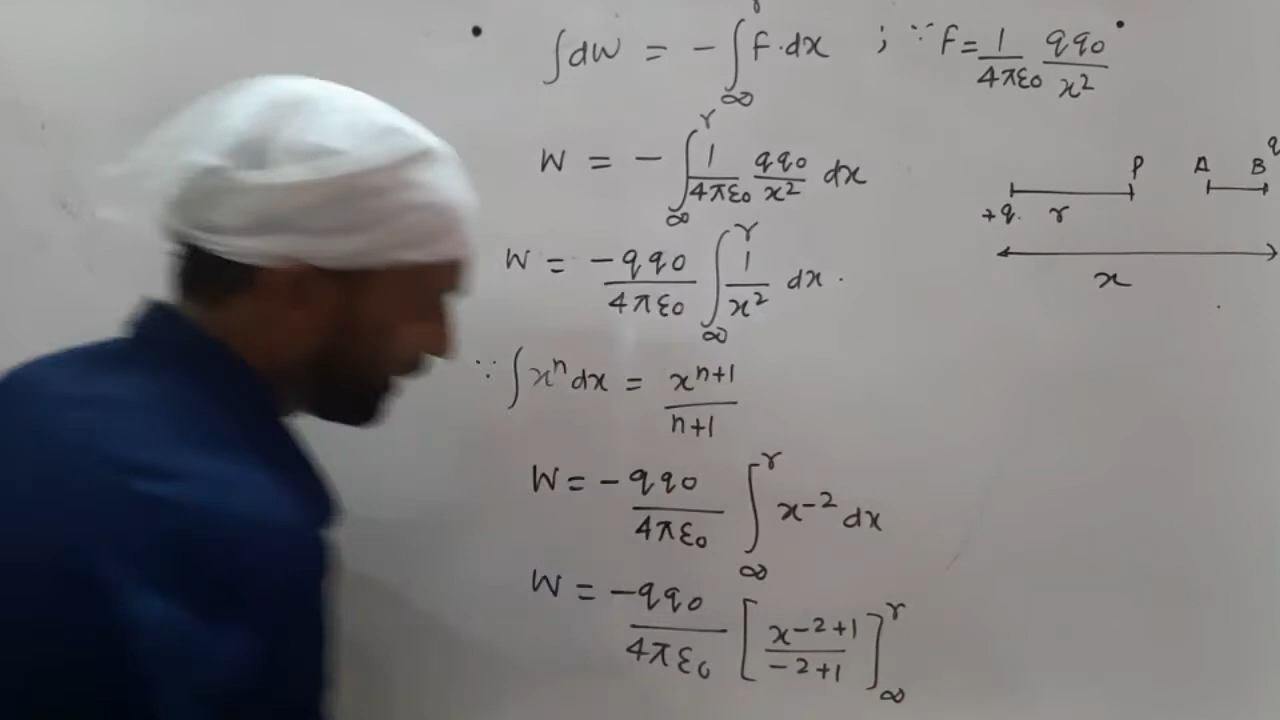 ∫dW = - ∫_∞^r F·dx ; ∵ F = 1/4πε0 qq0/x²
W = - ∫_∞^r 1/4πε0 qq0/x² dx
P A B q
+q r
x
W = -qq0/4πε0 ∫_∞^r 1/x² dx.
∵ ∫xⁿdx = xⁿ⁺¹/n+1
W = -qq0/4πε0 ∫_∞^r x⁻² dx
W = -qq0/4πε0 [x⁻²⁺¹/-2+1]_∞^r